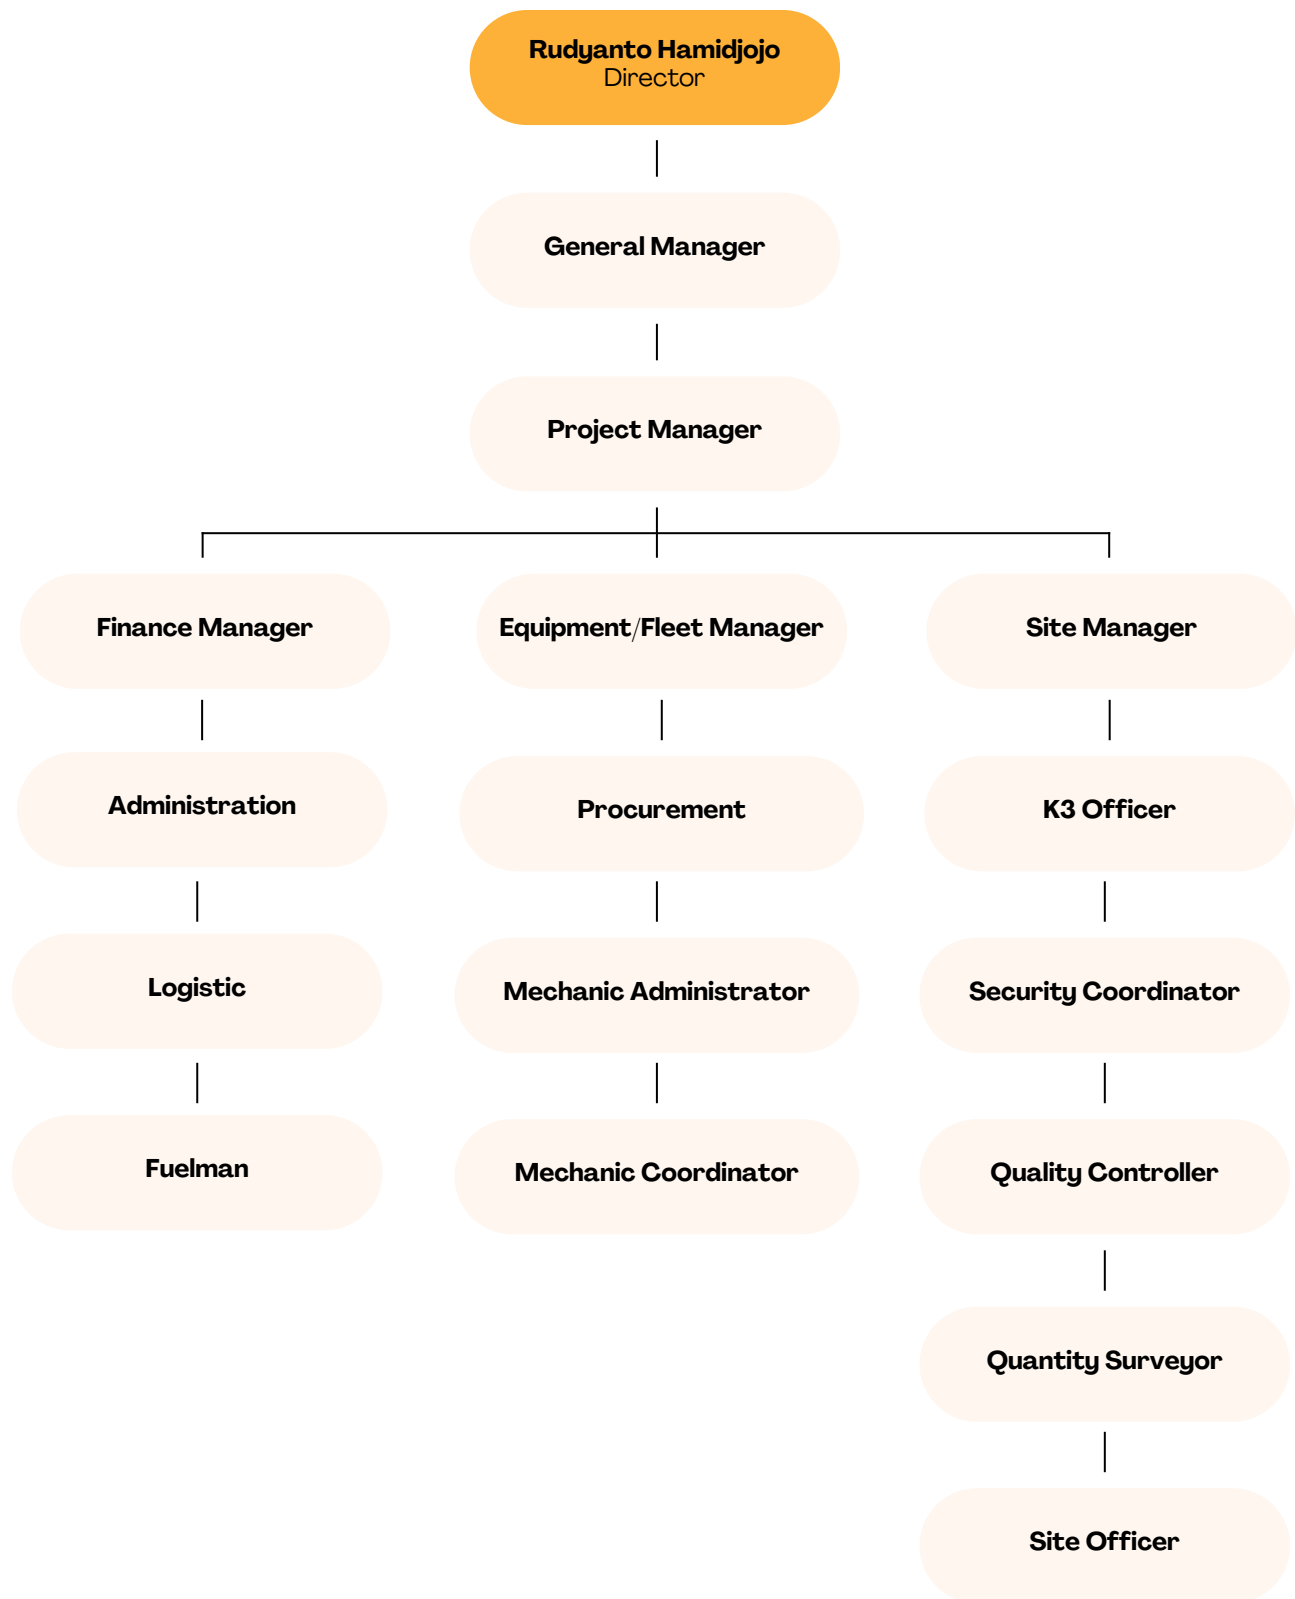 Rudyanto Hamidjojo
Director
General Manager
Project Manager
Finance Manager
Equipment/Fleet Manager
Site Manager
Administration
Procurement
K3 Officer
Logistic
Mechanic Administrator
Security Coordinator
Fuelman
Mechanic Coordinator
Quality Controller
Quantity Surveyor
Site Officer